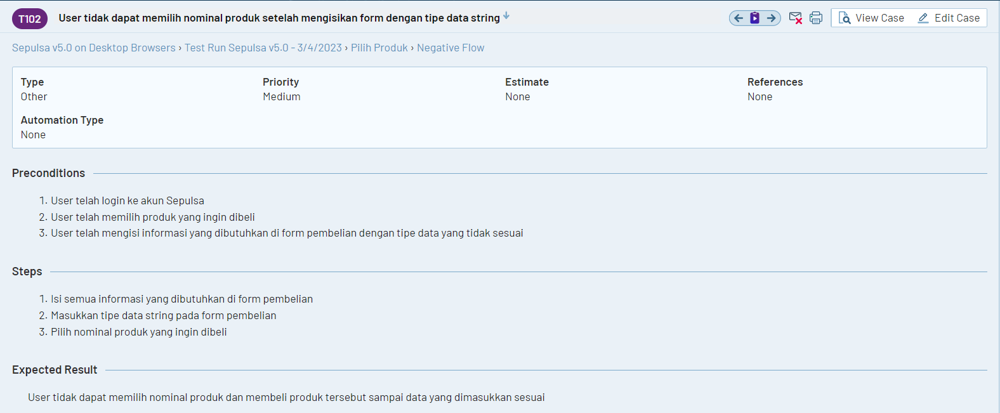 T102 User tidak dapat memilih nominal produk setelah mengisikan form dengan tipe data string View Case Edit Case
Sepulsa v5.0 on Desktop Browsers › Test Run Sepulsa v5.0 - 3/4/2023 › Pilih Produk › Negative Flow
Type Priority Estimate References
Other Medium None None
Automation Type
None
Preconditions
1. User telah login ke akun Sepulsa
2. User telah memilih produk yang ingin dibeli
3. User telah mengisi informasi yang dibutuhkan di form pembelian dengan tipe data yang tidak sesuai
Steps
1. Isi semua informasi yang dibutuhkan di form pembelian
2. Masukkan tipe data string pada form pembelian
3. Pilih nominal produk yang ingin dibeli
Expected Result
User tidak dapat memilih nominal produk dan membeli produk tersebut sampai data yang dimasukkan sesuai